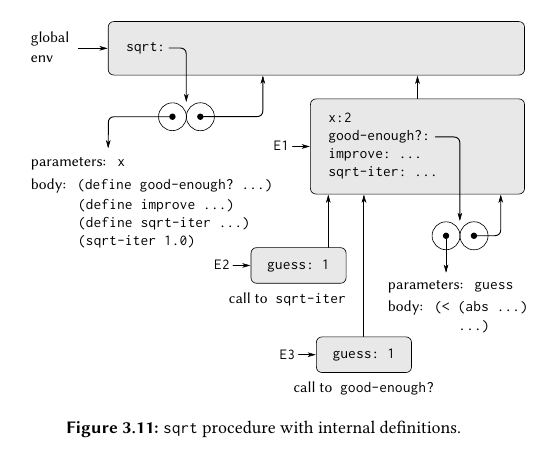 global
env
sqrt:
parameters: x
body: (define good-enough? ...)
(define improve ...)
(define sqrt-iter ...)
(sqrt-iter 1.0)
E1
x:2
good-enough?:
improve: ...
sqrt-iter: ...
parameters: guess
body: (< (abs ...)
...)
E2
guess: 1
call to sqrt-iter
E3
guess: 1
call to good-enough?
Figure 3.11: sqrt procedure with internal definitions.